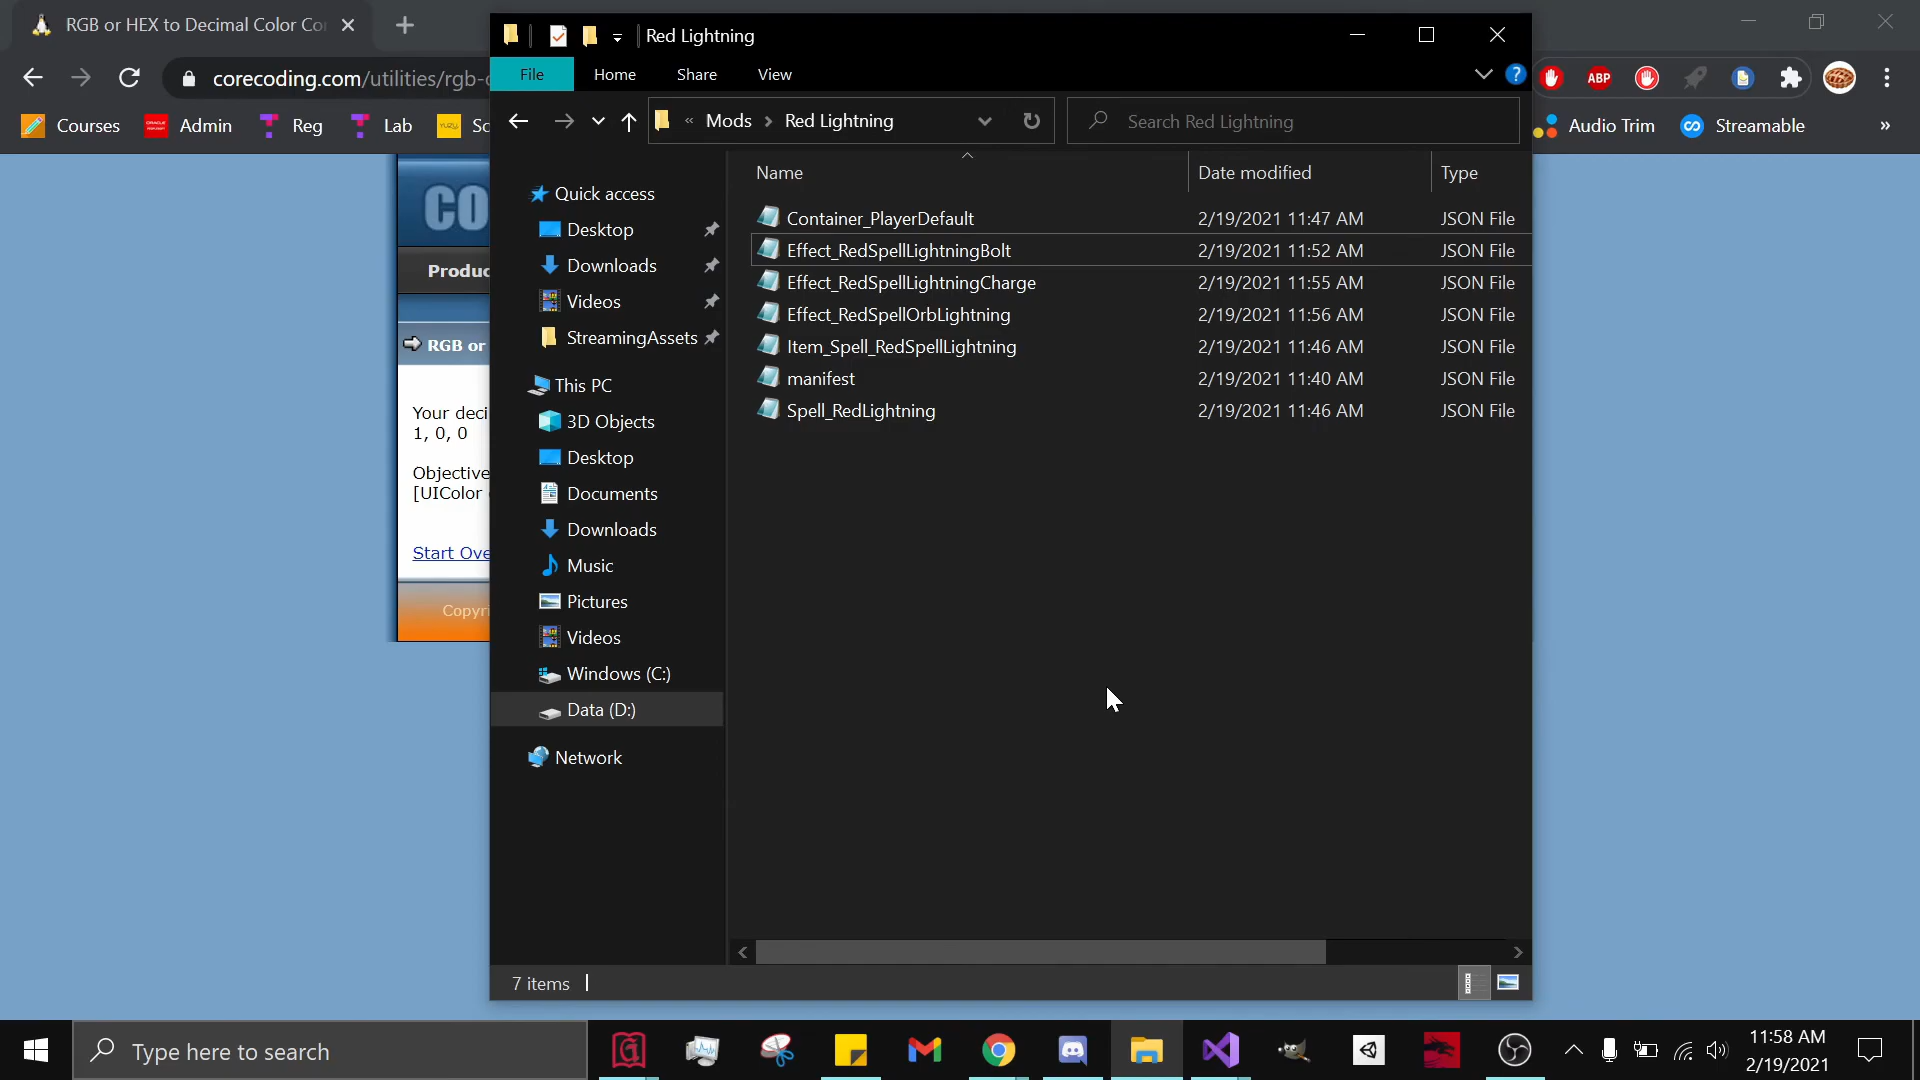 RGB or HEX to Decimal Color Co
corecoding.com/utilities/rgb-
Courses
Admin
Reg
Lab
Audio Trim
Streamable
»
ABP
CO
Produc
RGB or
Your deci
1, 0, 0
Objective
[UIColor
Start Ove
Copyri
Red Lightning
File
Home
Share
View
?
« Mods > Red Lightning
Search Red Lightning
Name
Date modified
Type
Quick access
Desktop
Downloads
Videos
StreamingAssets
This PC
3D Objects
Desktop
Documents
Downloads
Music
Pictures
Videos
Windows (C:)
Data (D:)
Network
Container_PlayerDefault 2/19/2021 11:47 AM JSON File
Effect_RedSpellLightningBolt 2/19/2021 11:52 AM JSON File
Effect_RedSpellLightningCharge 2/19/2021 11:55 AM JSON File
Effect_RedSpellOrbLightning 2/19/2021 11:56 AM JSON File
Item_Spell_RedSpellLightning 2/19/2021 11:46 AM JSON File
manifest 2/19/2021 11:40 AM JSON File
Spell_RedLightning 2/19/2021 11:46 AM JSON File
7 items
Type here to search
11:58 AM
2/19/2021